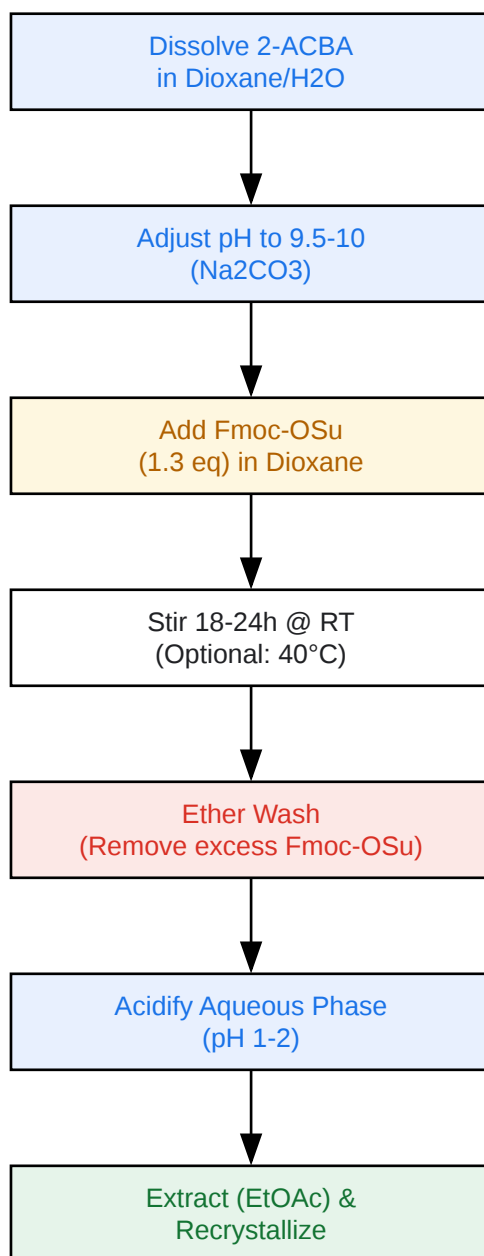 Dissolve 2-ACBA
in Dioxane/H2O
Adjust pH to 9.5-10
(Na2CO3)
Add Fmoc-OSu
(1.3 eq) in Dioxane
Stir 18-24h @ RT
(Optional: 40°C)
Ether Wash
(Remove excess Fmoc-OSu)
Acidify Aqueous Phase
(pH 1-2)
Extract (EtOAc) &
Recrystallize